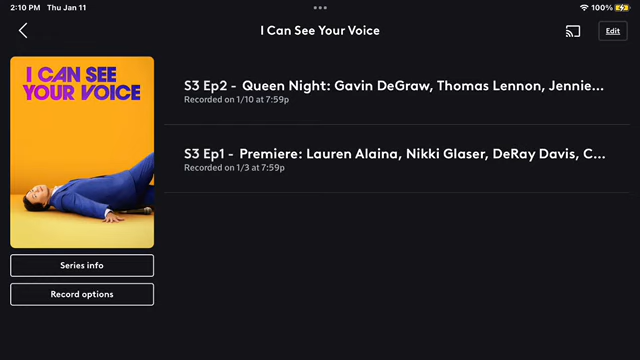 2:10 PM Thu Jan 11
100%
I Can See Your Voice
Edit
I CAN SEE
YOUR VOICE
S3 Ep2 - Queen Night: Gavin DeGraw, Thomas Lennon, Jennie...
Recorded on 1/10 at 7:59p
S3 Ep1 - Premiere: Lauren Alaina, Nikki Glaser, DeRay Davis, C...
Recorded on 1/3 at 7:59p
Series info
Record options